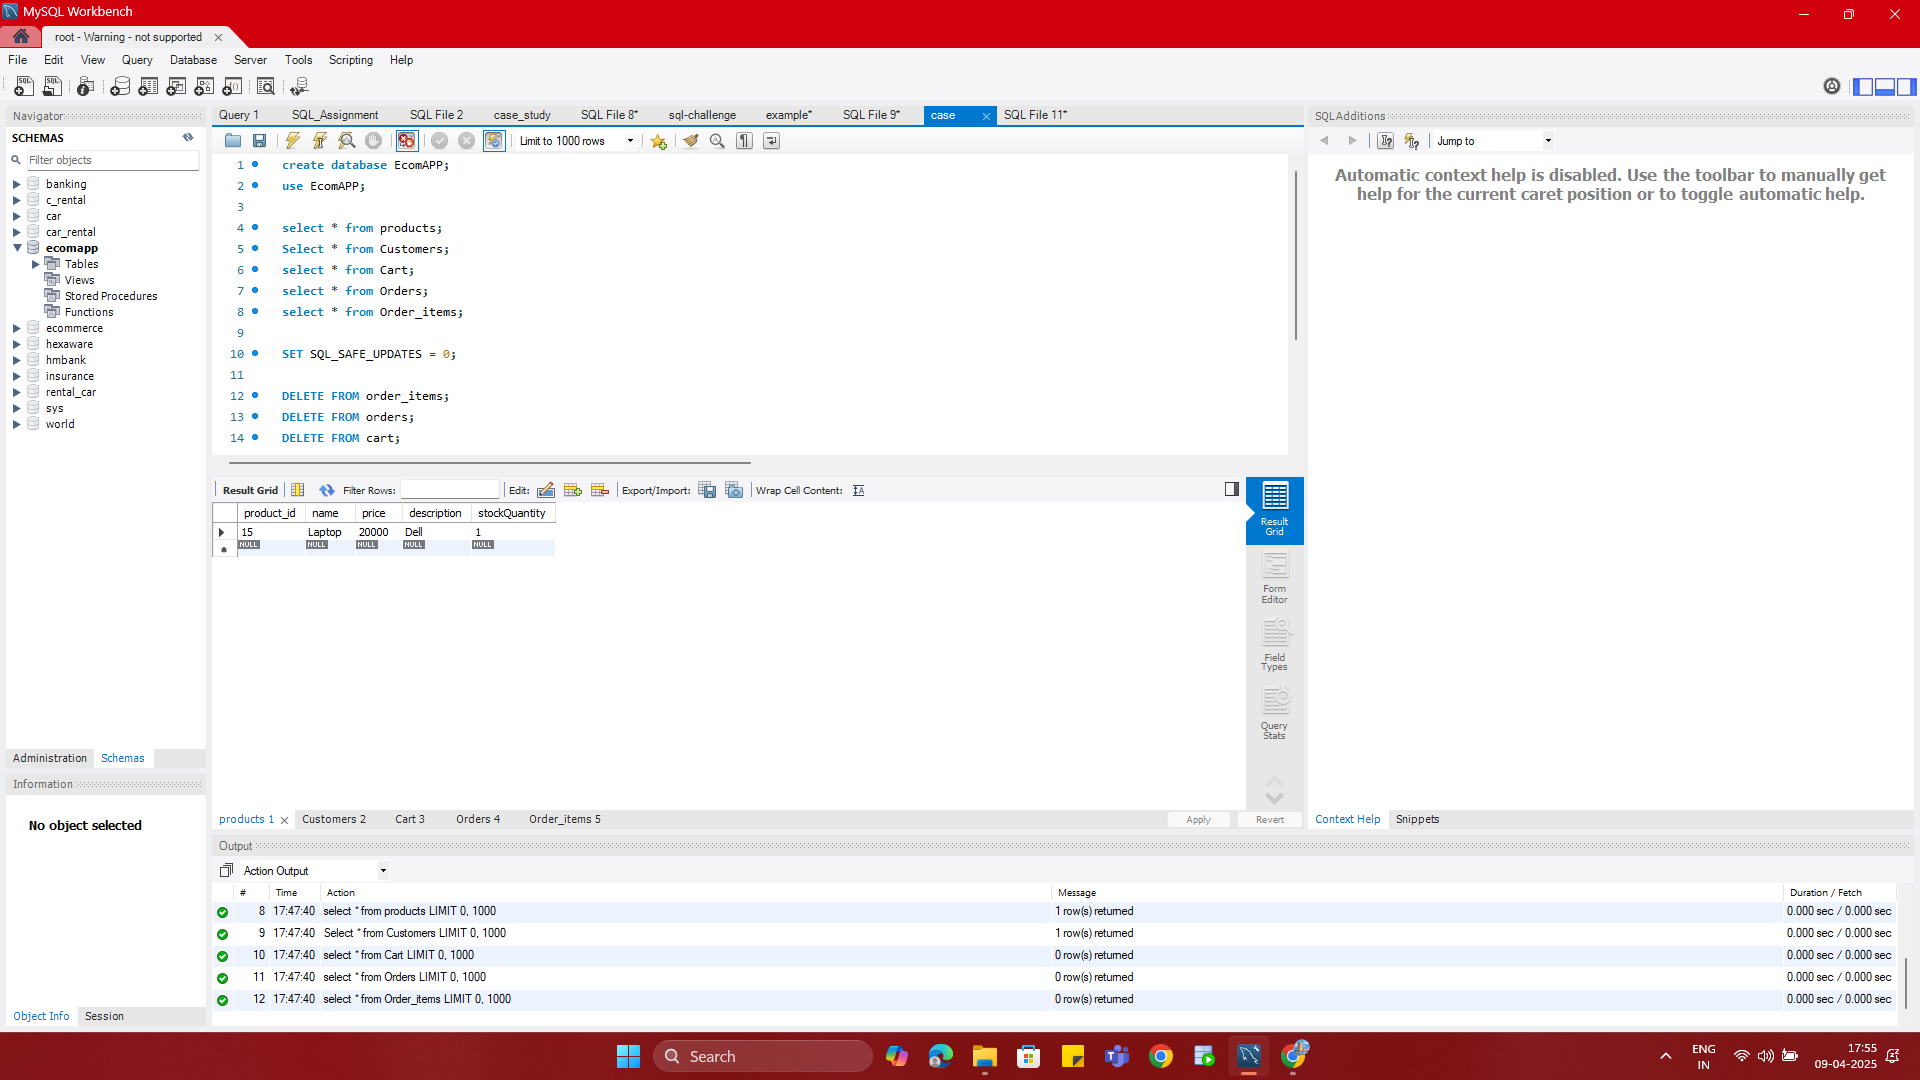 MySQL Workbench
root - Warning - not supported
File Edit View Query Database Server Tools Scripting Help
Navigator
SCHEMAS
Filter objects
banking
c_rental
car
car_rental
ecomapp
Tables
Views
Stored Procedures
Functions
ecommerce
hexaware
hmbank
insurance
rental_car
sys
world
Administration Schemas
Information
No object selected
Object Info Session
Query 1 SQL_Assignment SQL File 2 case_study SQL File 8* sql-challenge example* SQL File 9* case SQL File 11*
Limit to 1000 rows
1 create database EcomAPP;
2 use EcomAPP;
3
4 select * from products;
5 Select * from Customers;
6 select * from Cart;
7 select * from Orders;
8 select * from Order_items;
9
10 SET SQL_SAFE_UPDATES = 0;
11
12 DELETE FROM order_items;
13 DELETE FROM orders;
14 DELETE FROM cart;
Result Grid Filter Rows: Edit: Export/Import: Wrap Cell Content:
product_id name price description stockQuantity
15 Laptop 20000 Dell 1
NULL NULL NULL NULL NULL
Result
Grid
Form
Editor
Field
Types
Query
Stats
products 1 Customers 2 Cart 3 Orders 4 Order_items 5 Apply Revert
SQLAdditions
Jump to
Automatic context help is disabled. Use the toolbar to manually get
help for the current caret position or to toggle automatic help.
Context Help Snippets
Output
Action Output
# Time Action Message Duration / Fetch
8 17:47:40 select * from products LIMIT 0, 1000 1 row(s) returned 0.000 sec / 0.000 sec
9 17:47:40 Select * from Customers LIMIT 0, 1000 1 row(s) returned 0.000 sec / 0.000 sec
10 17:47:40 select * from Cart LIMIT 0, 1000 0 row(s) returned 0.000 sec / 0.000 sec
11 17:47:40 select * from Orders LIMIT 0, 1000 0 row(s) returned 0.000 sec / 0.000 sec
12 17:47:40 select * from Order_items LIMIT 0, 1000 0 row(s) returned 0.000 sec / 0.000 sec
Search
ENG
IN
17:55
09-04-2025